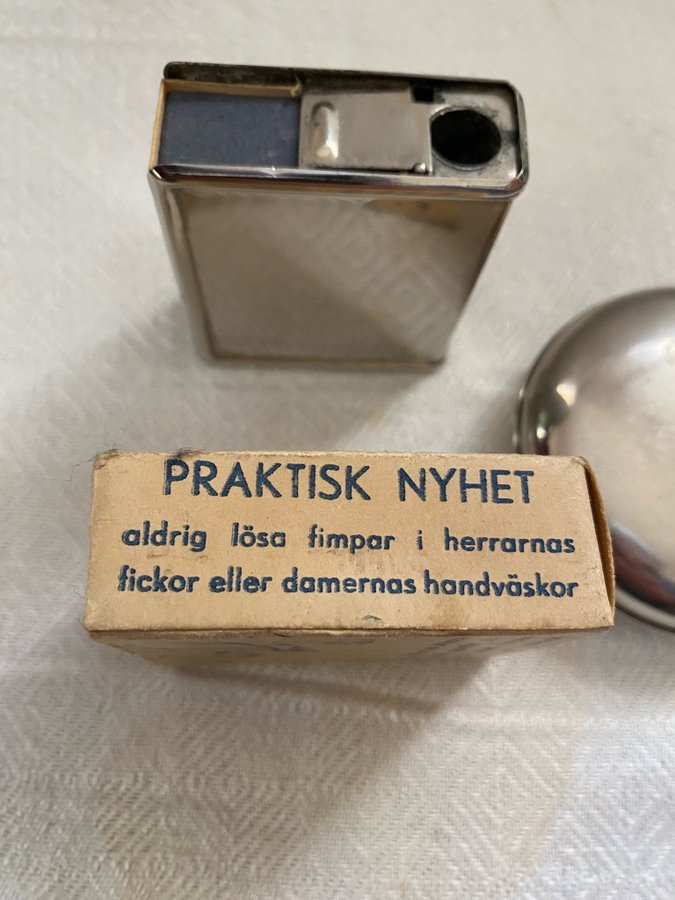 PRAKTISK NYHET
aldrig lösa fimpar i herrarnas
fickor eller damernas handväskor